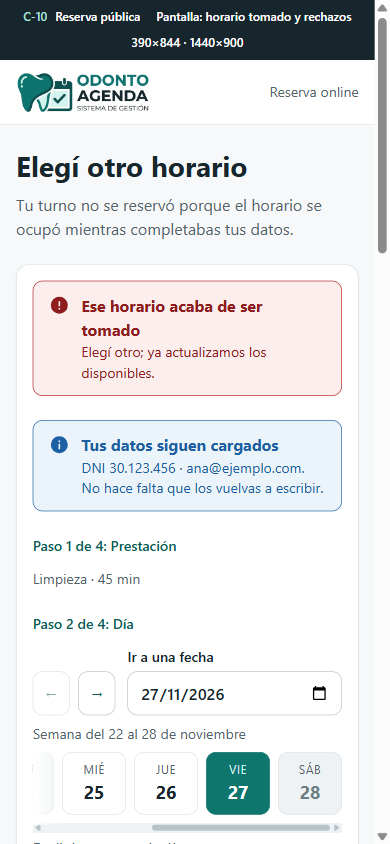 C-10 Reserva pública Pantalla: horario tomado y rechazos
390×844 · 1440×900
ODONTO
AGENDA
SISTEMA DE GESTIÓN
Reserva online
Elegí otro horario
Tu turno no se reservó porque el horario se
ocupó mientras completabas tus datos.
Ese horario acaba de ser
tomado
Elegí otro; ya actualizamos los
disponibles.
Tus datos siguen cargados
DNI 30.123.456 · ana@ejemplo.com.
No hace falta que los vuelvas a escribir.
Paso 1 de 4: Prestación
Limpieza · 45 min
Paso 2 de 4: Día
Ir a una fecha
← → 27/11/2026
Semana del 22 al 28 de noviembre
MIÉ JUE VIE SÁB
25 26 27 28